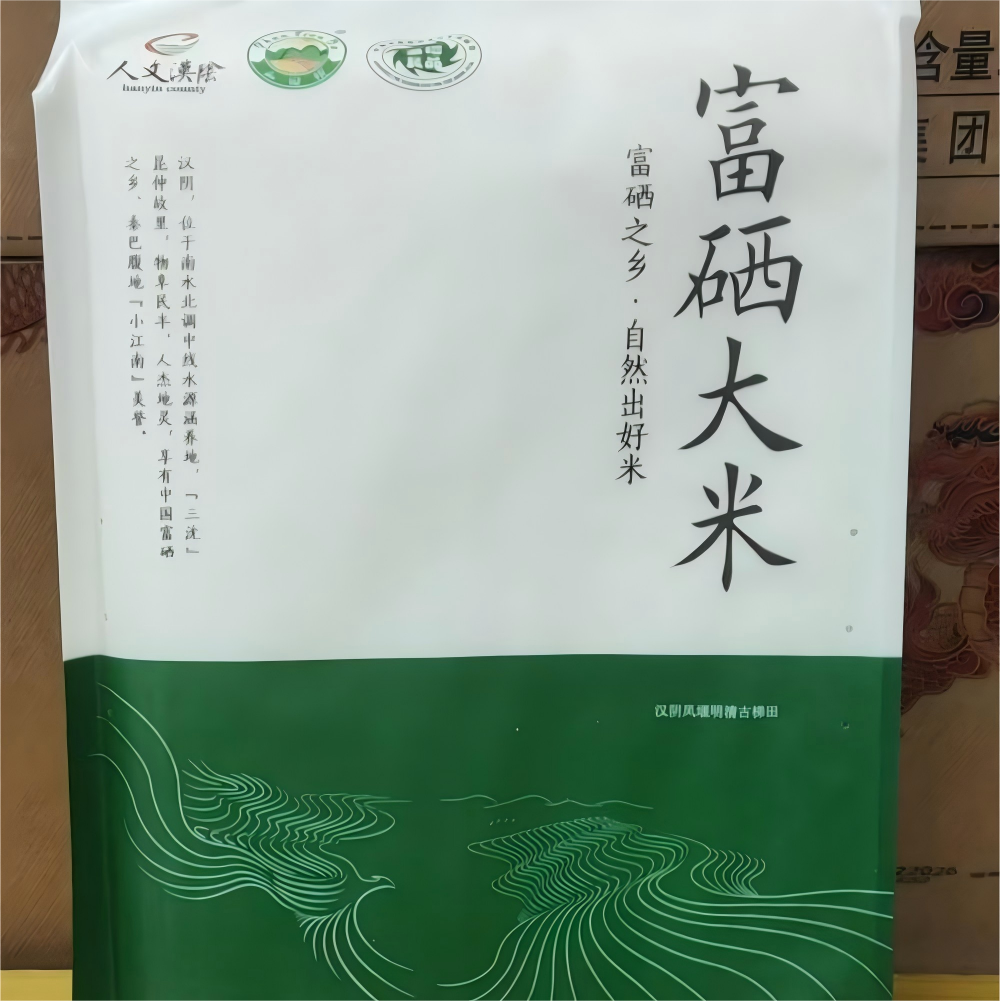 人文漢陰
hanyin county
富硒大米
富硒之乡·自然出好米
汉阴，位于南水北调中线水源涵养地，『三沈』
昆仲故里，物阜民丰，人杰地灵，享有中国富硒
之乡、秦巴腹地『小江南』美誉。
汉阴凤堰明清古梯田
含量
集团